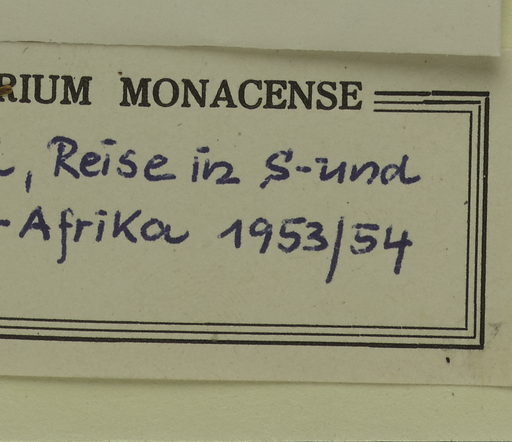 RIUM MONACENSE
, Reise in S-und
-Afrika 1953/54